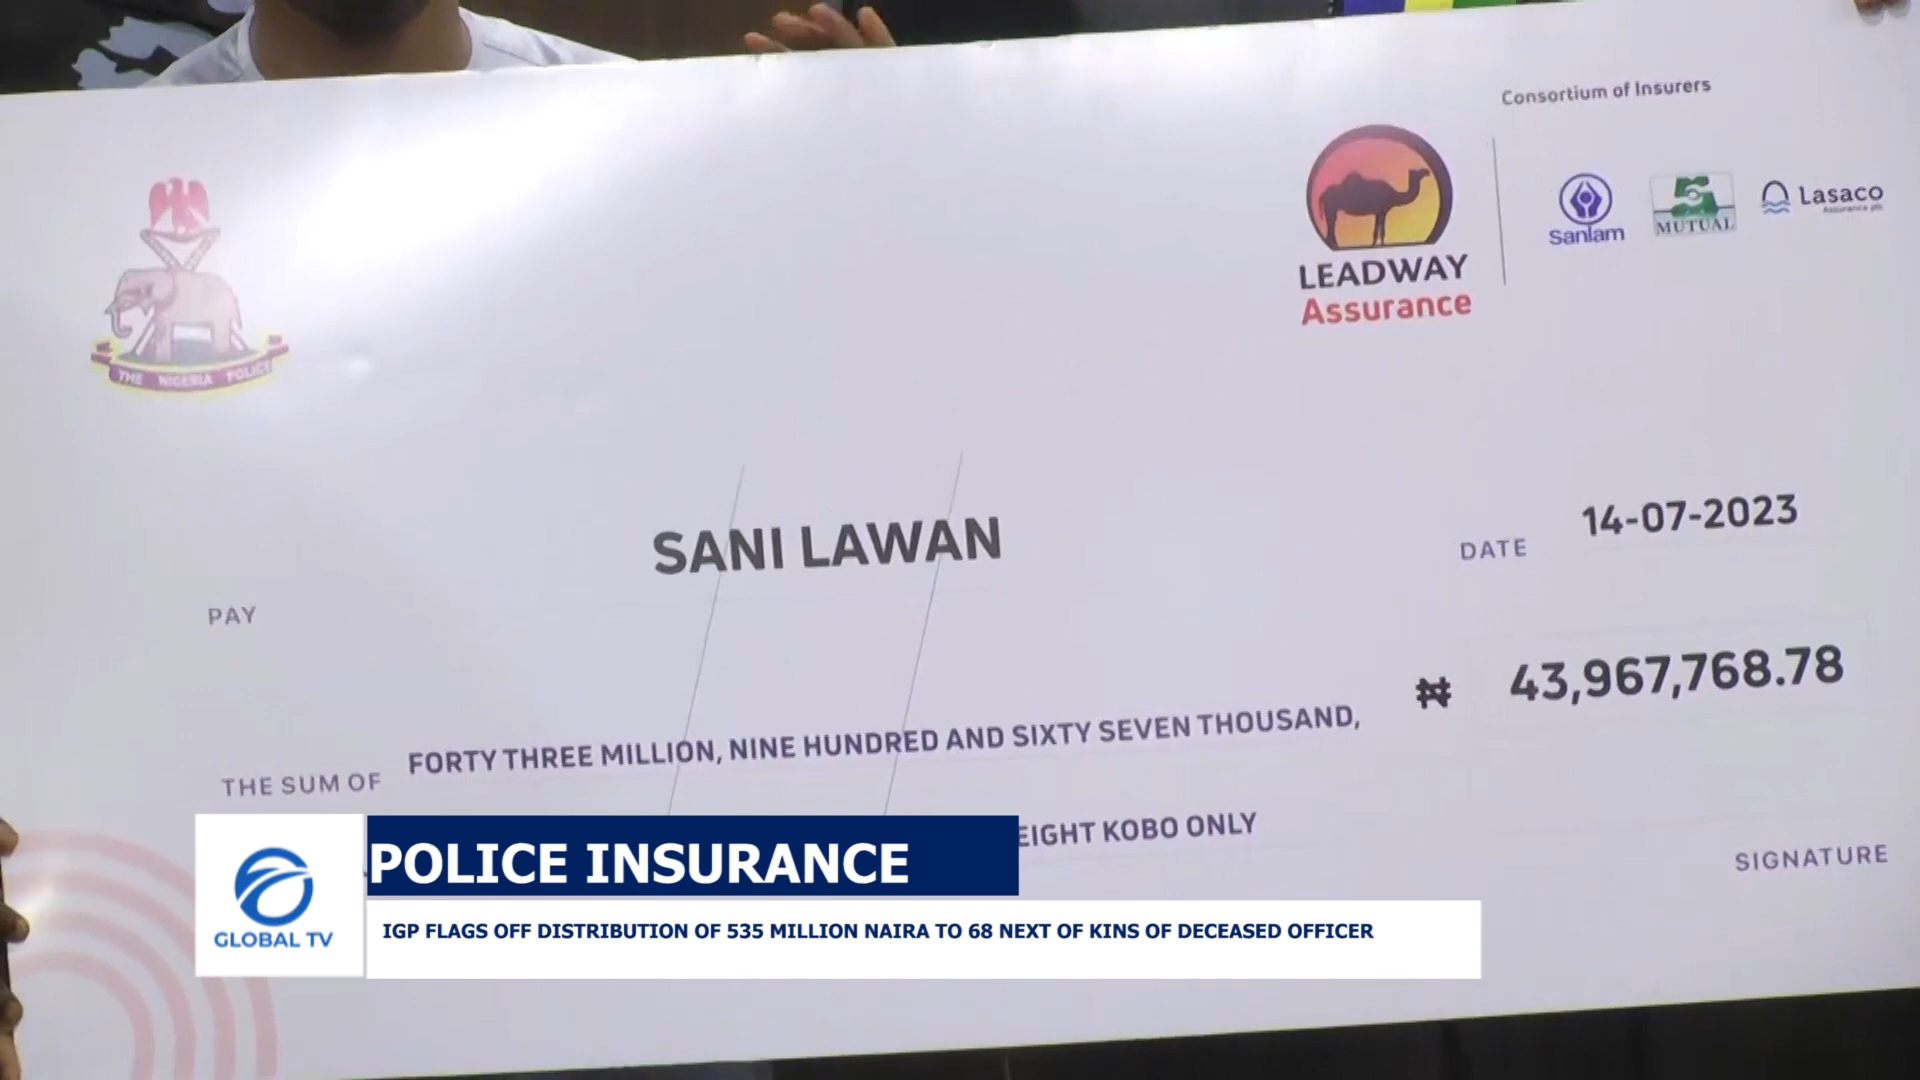 Consortium of Insurers
THE NIGERIA POLICE
LEADWAY
Assurance
Sanlam
MUTUAL
Lasaco
Assurance plc
SANI LAWAN
DATE
14-07-2023
PAY
₦ 43,967,768.78
THE SUM OF
FORTY THREE MILLION, NINE HUNDRED AND SIXTY SEVEN THOUSAND,
EIGHT KOBO ONLY
SIGNATURE
POLICE INSURANCE
GLOBAL TV
IGP FLAGS OFF DISTRIBUTION OF 535 MILLION NAIRA TO 68 NEXT OF KINS OF DECEASED OFFICER